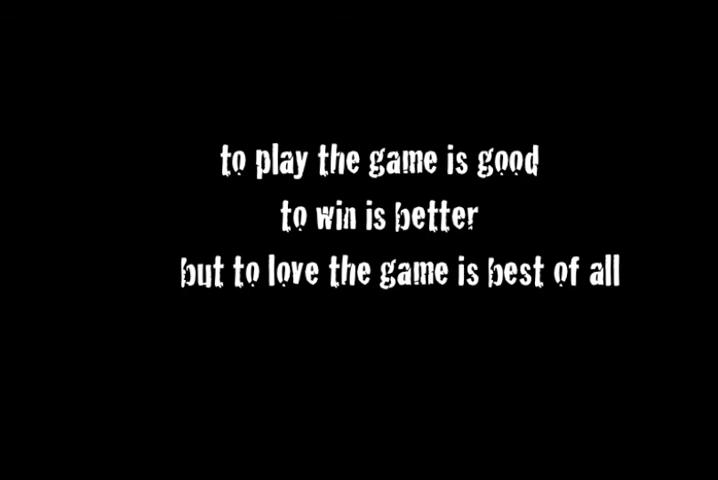 to play the game is good
to win is better
but to love the game is best of all